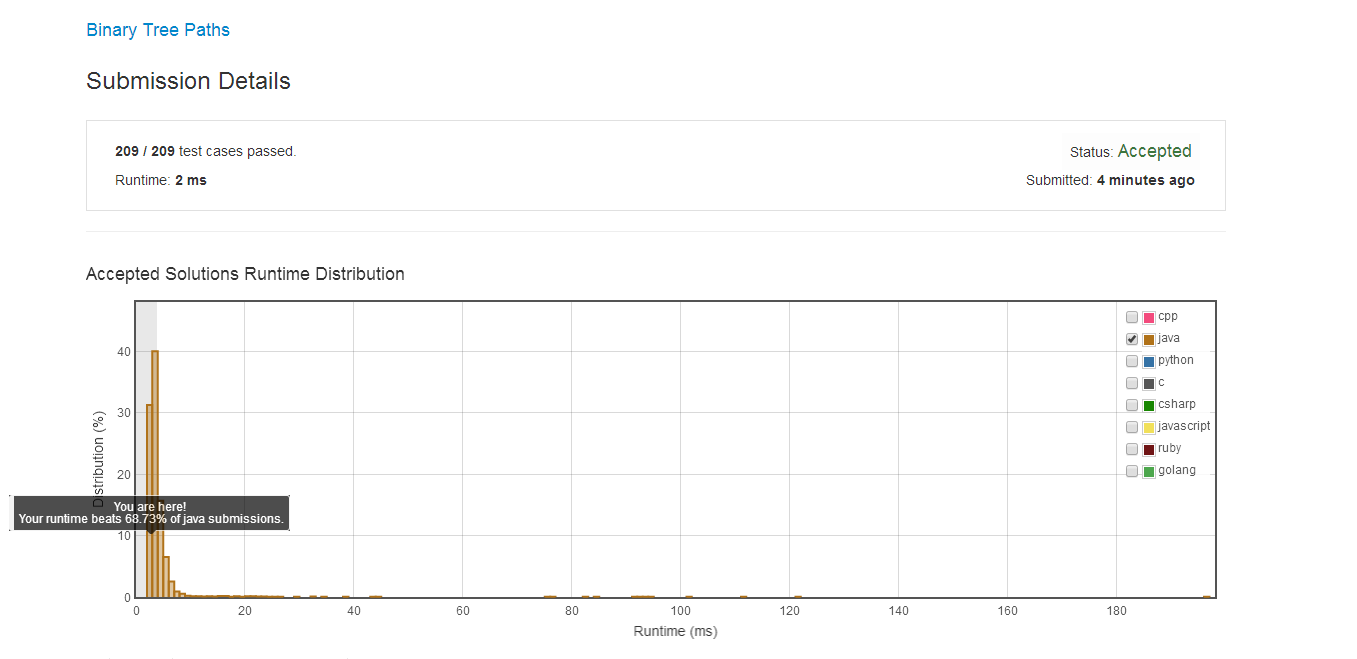 Binary Tree Paths
Submission Details
209 / 209 test cases passed.
Status: Accepted
Runtime: 2 ms
Submitted: 4 minutes ago
Accepted Solutions Runtime Distribution
cpp
java
python
c
csharp
javascript
ruby
golang
40
30
20
10
0
Distribution (%)
You are here!
Your runtime beats 68.73% of java submissions.
0 20 40 60 80 100 120 140 160 180
Runtime (ms)